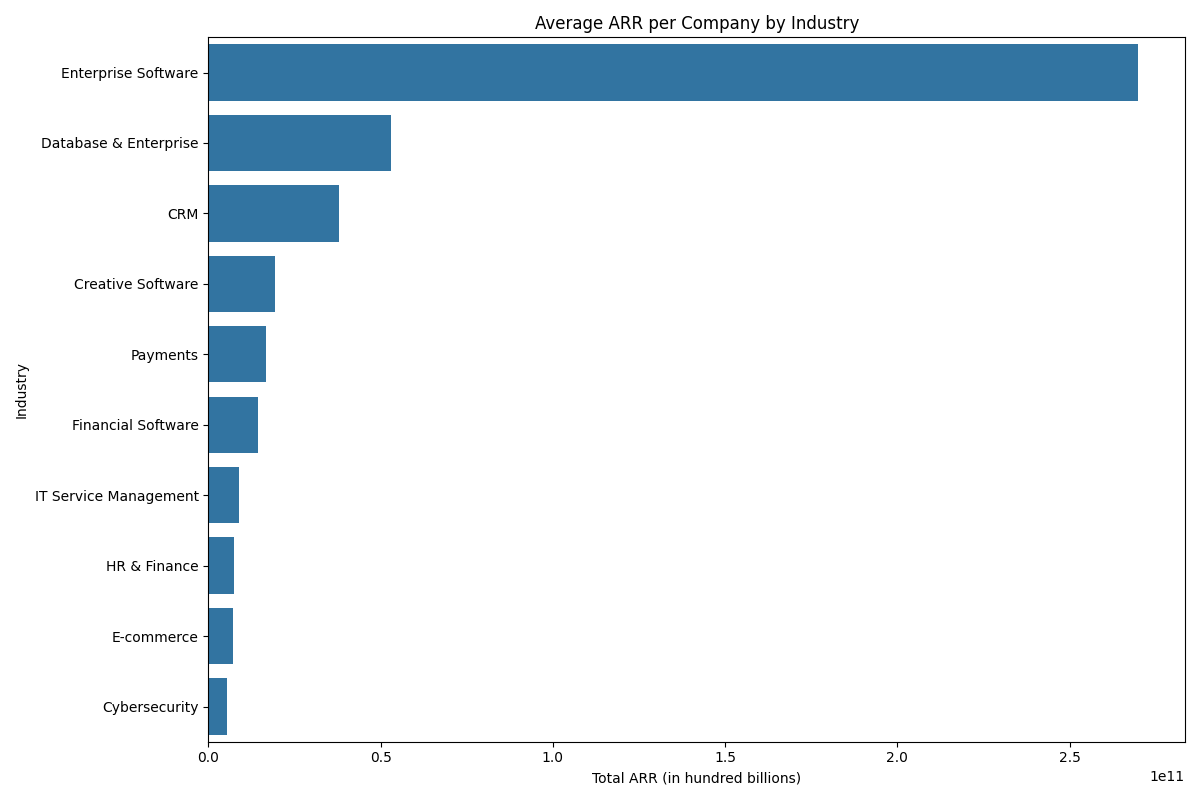 Average ARR per Company by Industry
Industry
Enterprise Software
Database & Enterprise
CRM
Creative Software
Payments
Financial Software
IT Service Management
HR & Finance
E-commerce
Cybersecurity
0.0 0.5 1.0 1.5 2.0 2.5
1e11
Total ARR (in hundred billions)